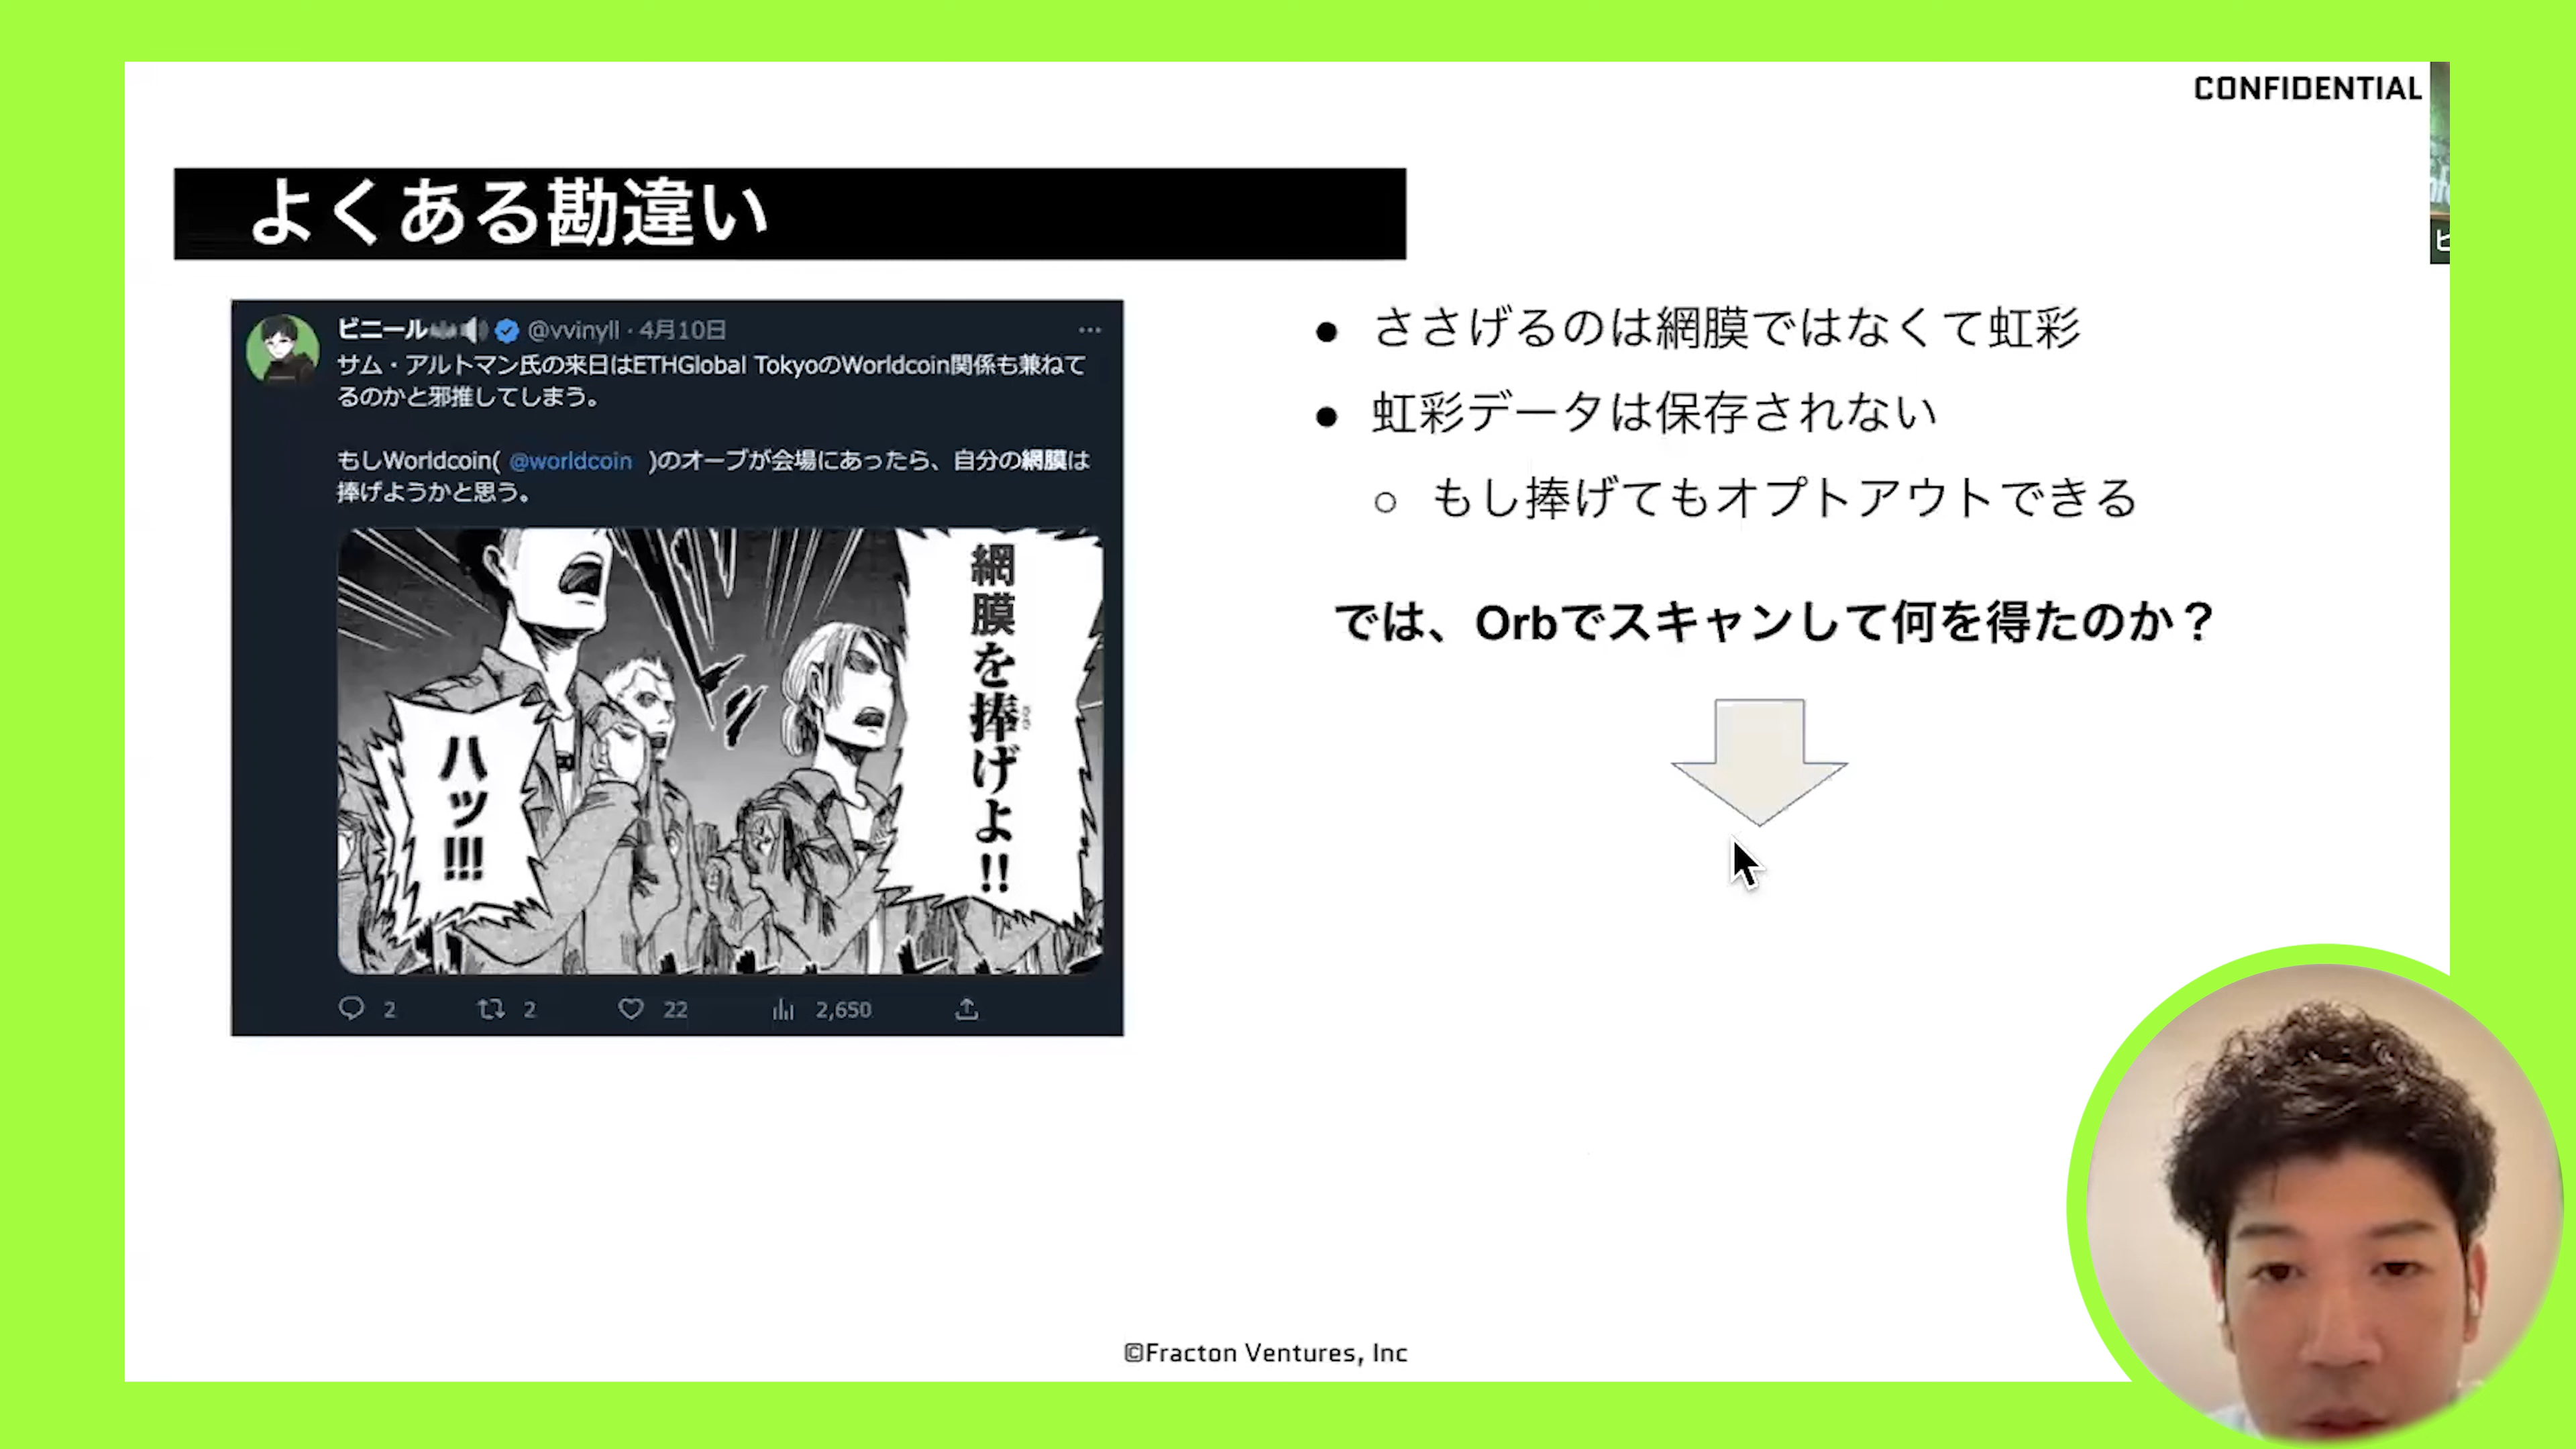 CONFIDENTIAL
よくある勘違い
ビニール @vvinyll · 4月10日
サム・アルトマン氏の来日はETHGlobal TokyoのWorldcoin関係も兼ねて
るのかと邪推してしまう。
もしWorldcoin( @worldcoin )のオーブが会場にあったら、自分の網膜は
捧げようかと思う。
網膜を捧げよ!!
ハッ!!!
2 2 22 2,650
● ささげるのは網膜ではなくて虹彩
● 虹彩データは保存されない
○ もし捧げてもオプトアウトできる
では、Orbでスキャンして何を得たのか？
©Fracton Ventures, Inc